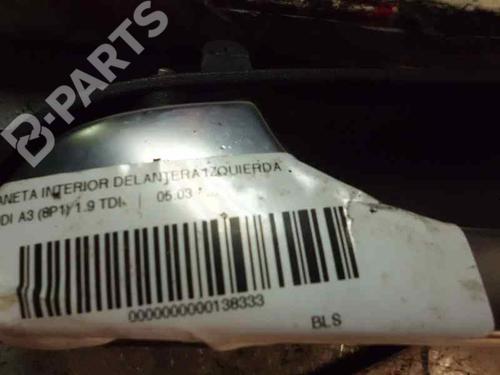 B-PARTS
ANETA INTERIOR DELANTERA IZQUIERDA
DI A3 (8P1) 1.9 TDI | 05.03
0000000000138333
BLS